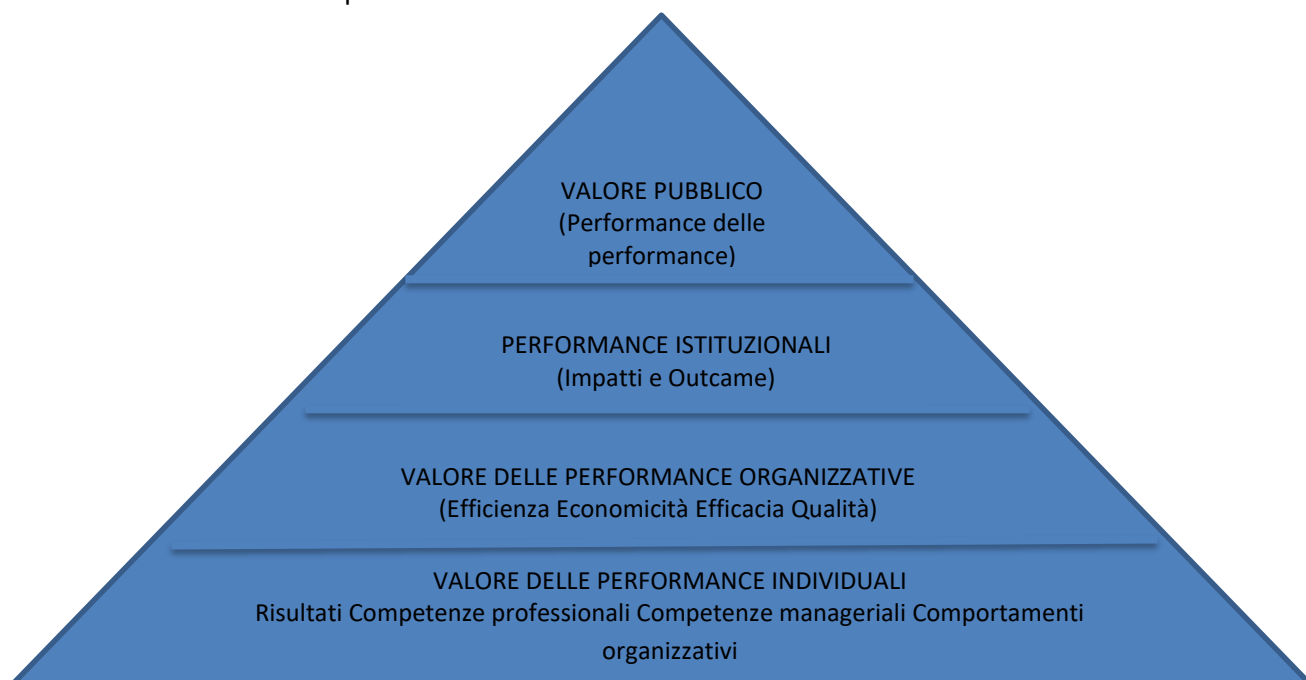 VALORE PUBBLICO
(Performance delle
performance)
PERFORMANCE ISTITUZIONALI
(Impatti e Outcame)
VALORE DELLE PERFORMANCE ORGANIZZATIVE
(Efficienza Economicità Efficacia Qualità)
VALORE DELLE PERFORMANCE INDIVIDUALI
Risultati Competenze professionali Competenze manageriali Comportamenti
organizzativi